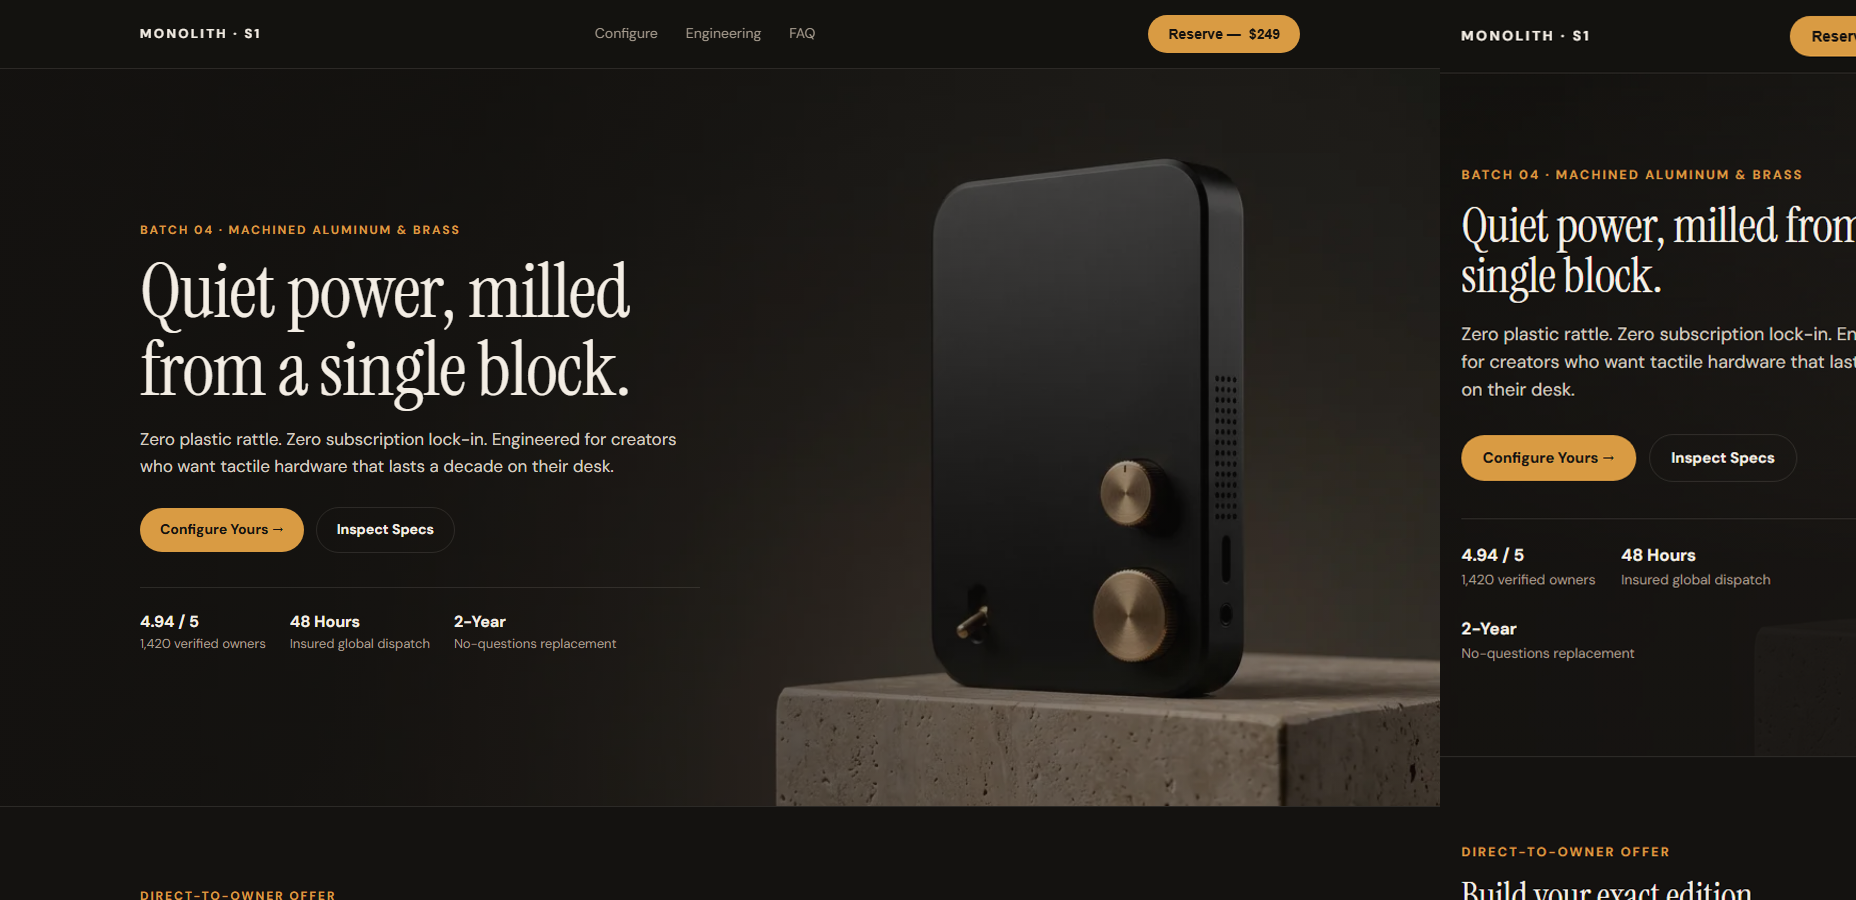 MONOLITH · S1
Configure
Engineering
FAQ
Reserve — $249
BATCH 04 · MACHINED ALUMINUM & BRASS
Quiet power, milled
from a single block.
Zero plastic rattle. Zero subscription lock-in. Engineered for creators
who want tactile hardware that lasts a decade on their desk.
Configure Yours →
Inspect Specs
4.94 / 5
1,420 verified owners
48 Hours
Insured global dispatch
2-Year
No-questions replacement
DIRECT-TO-OWNER OFFER
MONOLITH · S1
BATCH 04 · MACHINED ALUMINUM & BRASS
Quiet power, milled from
single block.
Zero plastic rattle. Zero subscription lock-in.
for creators who want tactile hardware that
on their desk.
Configure Yours →
Inspect Specs
4.94 / 5
1,420 verified owners
48 Hours
Insured global dispatch
2-Year
No-questions replacement
DIRECT-TO-OWNER OFFER
Build your exact edition